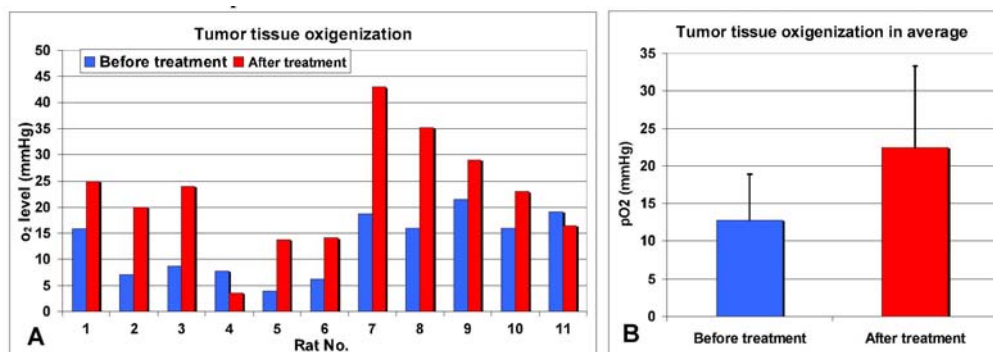 Tumor tissue oxigenization
Before treatment After treatment
50
45
40
35
30
25
20
15
10
5
0
o₂ level (mmHg)
1 2 3 4 5 6 7 8 9 10 11
Rat No.
A
Tumor tissue oxigenization in average
35
30
25
20
15
10
5
0
pO2 (mmHg)
Before treatment After treatment
B